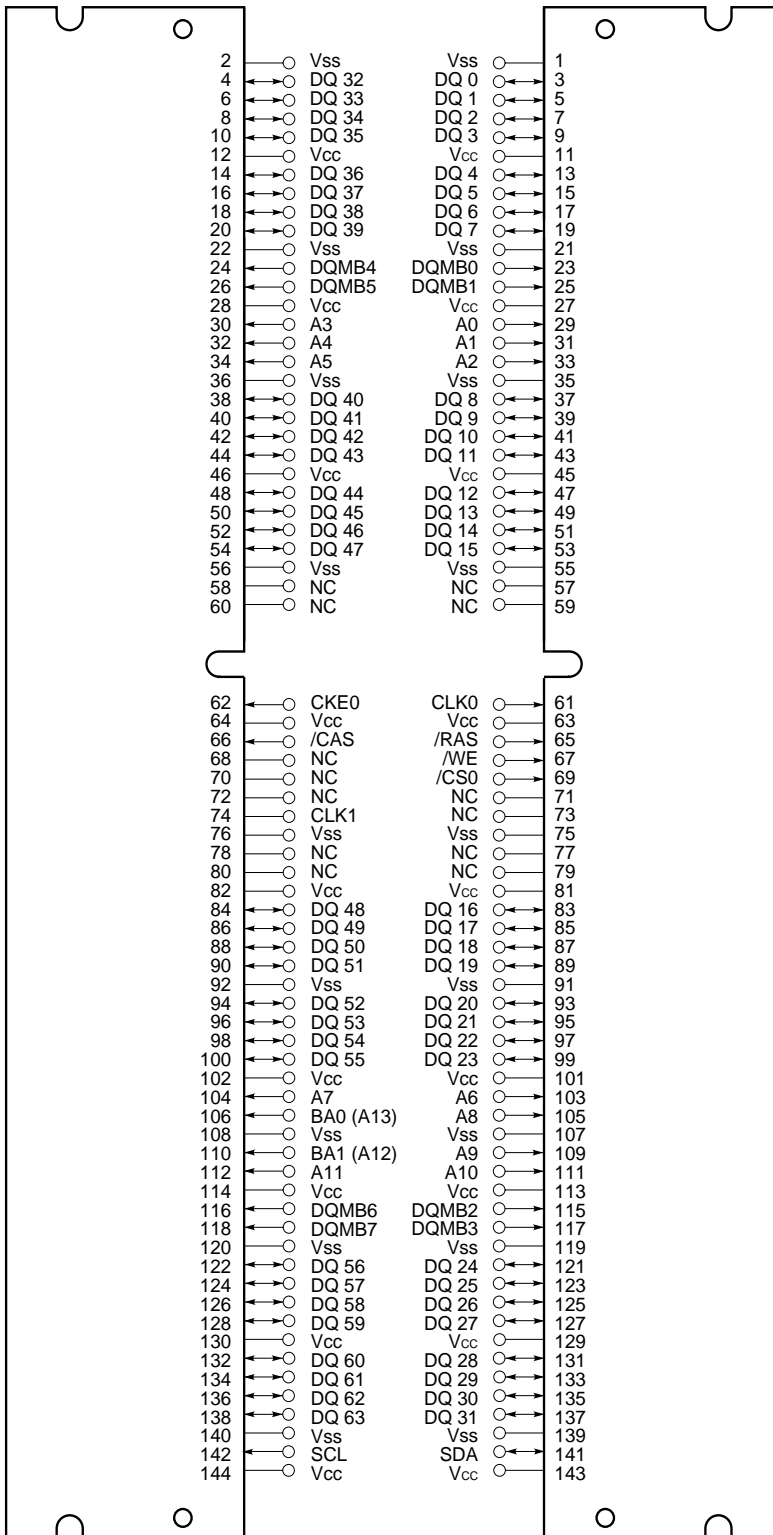 2 Vss Vss 1
4 DQ 32 DQ 0 3
6 DQ 33 DQ 1 5
8 DQ 34 DQ 2 7
10 DQ 35 DQ 3 9
12 Vcc Vcc 11
14 DQ 36 DQ 4 13
16 DQ 37 DQ 5 15
18 DQ 38 DQ 6 17
20 DQ 39 DQ 7 19
22 Vss Vss 21
24 DQMB4 DQMB0 23
26 DQMB5 DQMB1 25
28 Vcc Vcc 27
30 A3 A0 29
32 A4 A1 31
34 A5 A2 33
36 Vss Vss 35
38 DQ 40 DQ 8 37
40 DQ 41 DQ 9 39
42 DQ 42 DQ 10 41
44 DQ 43 DQ 11 43
46 Vcc Vcc 45
48 DQ 44 DQ 12 47
50 DQ 45 DQ 13 49
52 DQ 46 DQ 14 51
54 DQ 47 DQ 15 53
56 Vss Vss 55
58 NC NC 57
60 NC NC 59
62 CKE0 CLK0 61
64 Vcc Vcc 63
66 /CAS /RAS 65
68 NC /WE 67
70 NC /CS0 69
72 NC NC 71
74 CLK1 NC 73
76 Vss Vss 75
78 NC NC 77
80 NC NC 79
82 Vcc Vcc 81
84 DQ 48 DQ 16 83
86 DQ 49 DQ 17 85
88 DQ 50 DQ 18 87
90 DQ 51 DQ 19 89
92 Vss Vss 91
94 DQ 52 DQ 20 93
96 DQ 53 DQ 21 95
98 DQ 54 DQ 22 97
100 DQ 55 DQ 23 99
102 Vcc Vcc 101
104 A7 A6 103
106 BA0 (A13) A8 105
108 Vss Vss 107
110 BA1 (A12) A9 109
112 A11 A10 111
114 Vcc Vcc 113
116 DQMB6 DQMB2 115
118 DQMB7 DQMB3 117
120 Vss Vss 119
122 DQ 56 DQ 24 121
124 DQ 57 DQ 25 123
126 DQ 58 DQ 26 125
128 DQ 59 DQ 27 127
130 Vcc Vcc 129
132 DQ 60 DQ 28 131
134 DQ 61 DQ 29 133
136 DQ 62 DQ 30 135
138 DQ 63 DQ 31 137
140 Vss Vss 139
142 SCL SDA 141
144 Vcc Vcc 143